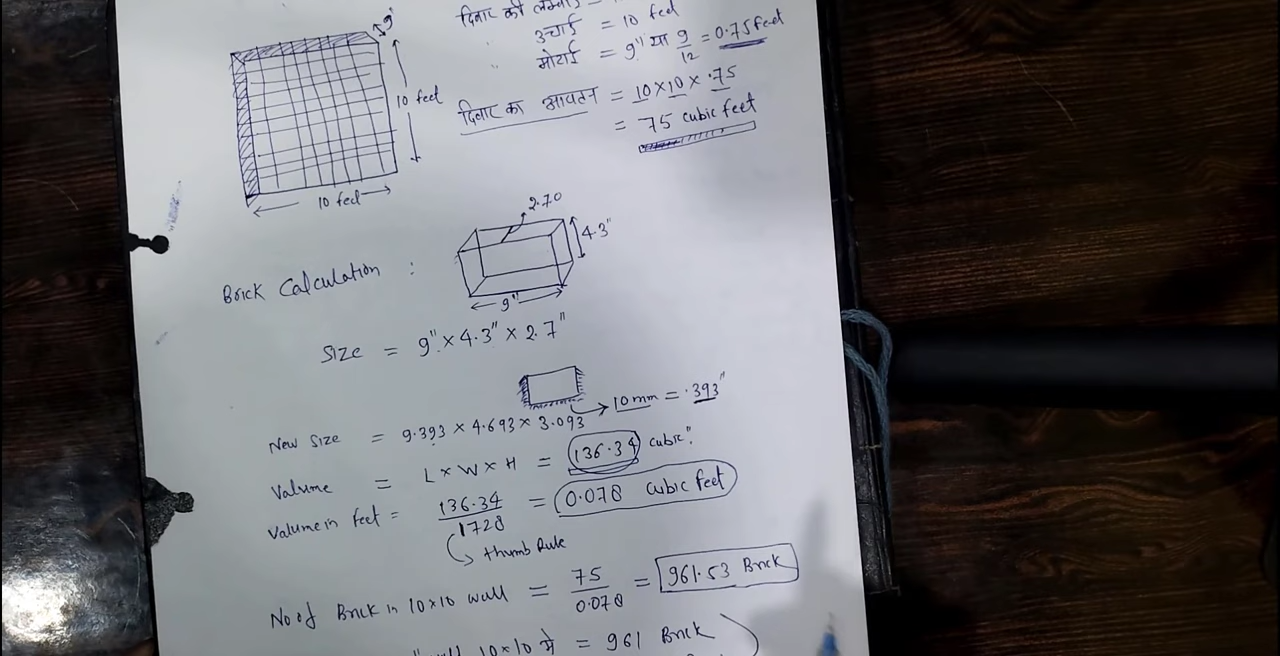 9"
दिवार की लम्बाई =
" उचाई = 10 feet
" मोटाई = 9" या 9/12 = 0.75 feet
10 feet
दिवार का आयतन = 10 × 10 × .75
= 75 cubic feet
10 feet
2.70
4.3"
9"
Brick Calculation :
Size = 9" × 4.3" × 2.7"
10 mm = .393"
New Size = 9.393 × 4.693 × 3.093
Valume = L × W × H = 136.34 cubic".
Valume in feet = 136.34/1728 = 0.078 cubic feet
thumb Rule
No of Brick in 10×10 wall = 75/0.078 = 961.53 Brick
10×10 मे = 961 Brick